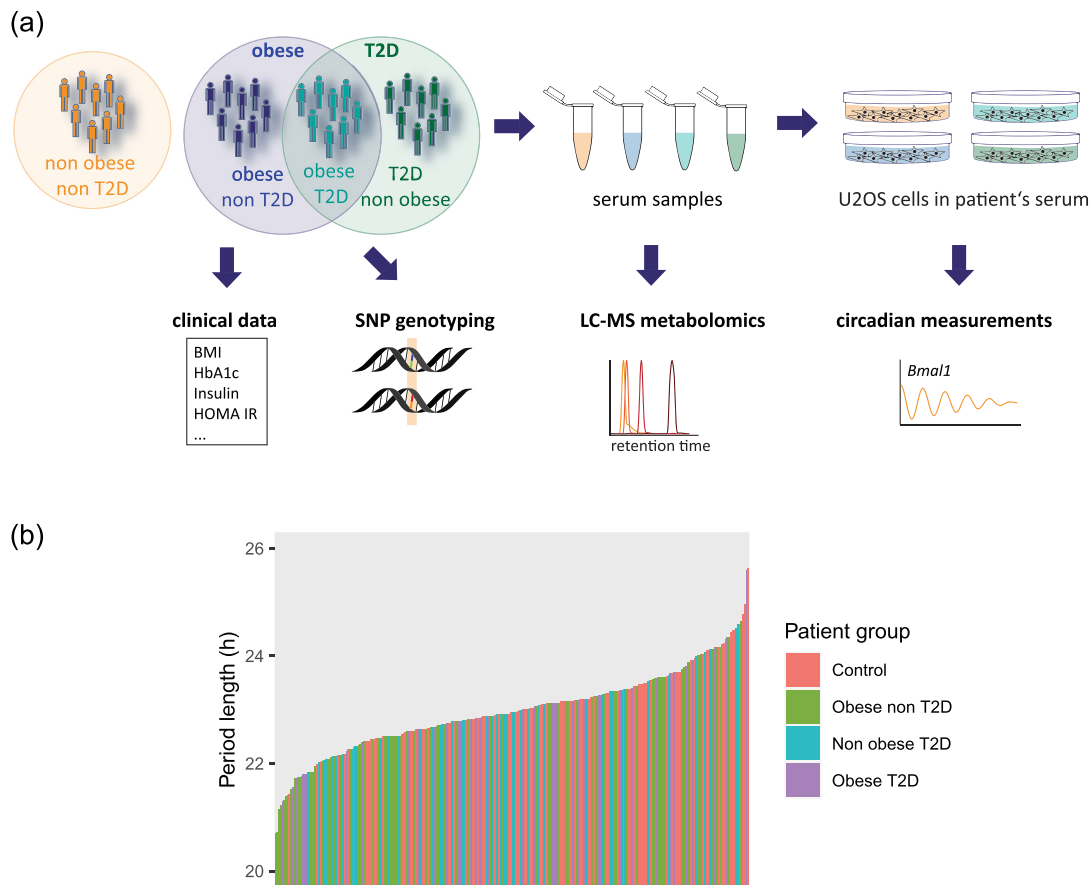 (a)
obese
T2D
non obese
non T2D
obese
non T2D
obese
T2D
T2D
non obese
serum samples
U2OS cells in patient‘s serum
clinical data
BMI
HbA1c
Insulin
HOMA IR
...
SNP genotyping
LC-MS metabolomics
retention time
circadian measurements
Bmal1
(b)
Period length (h)
26
24
22
20
Patient group
Control
Obese non T2D
Non obese T2D
Obese T2D